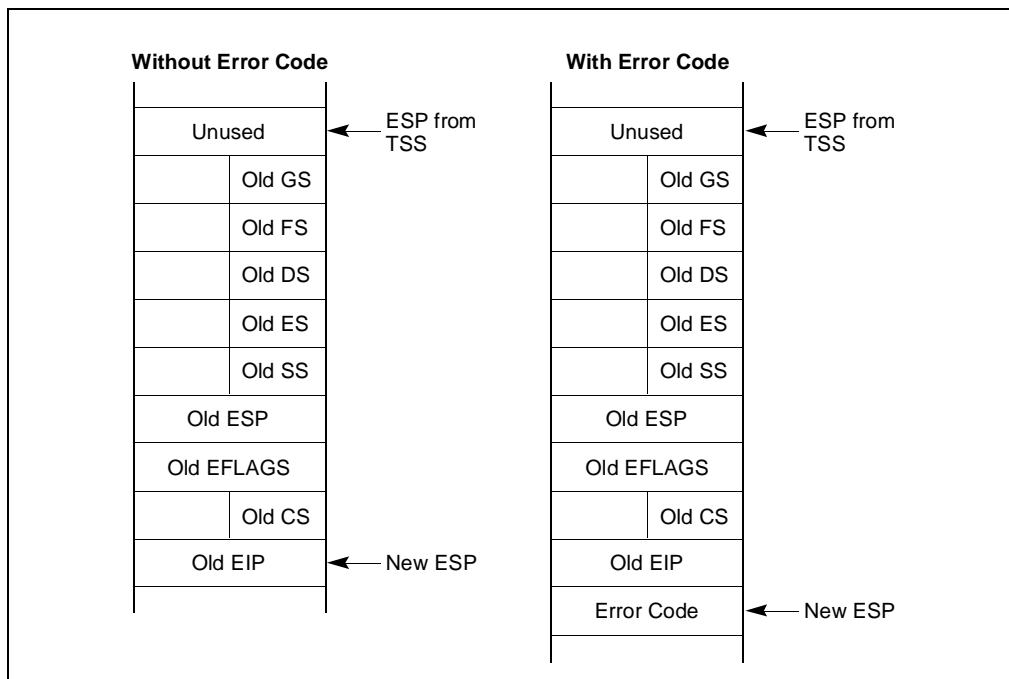 Without Error Code
Unused
ESP from
TSS
Old GS
Old FS
Old DS
Old ES
Old SS
Old ESP
Old EFLAGS
Old CS
Old EIP
New ESP
With Error Code
Unused
ESP from
TSS
Old GS
Old FS
Old DS
Old ES
Old SS
Old ESP
Old EFLAGS
Old CS
Old EIP
Error Code
New ESP